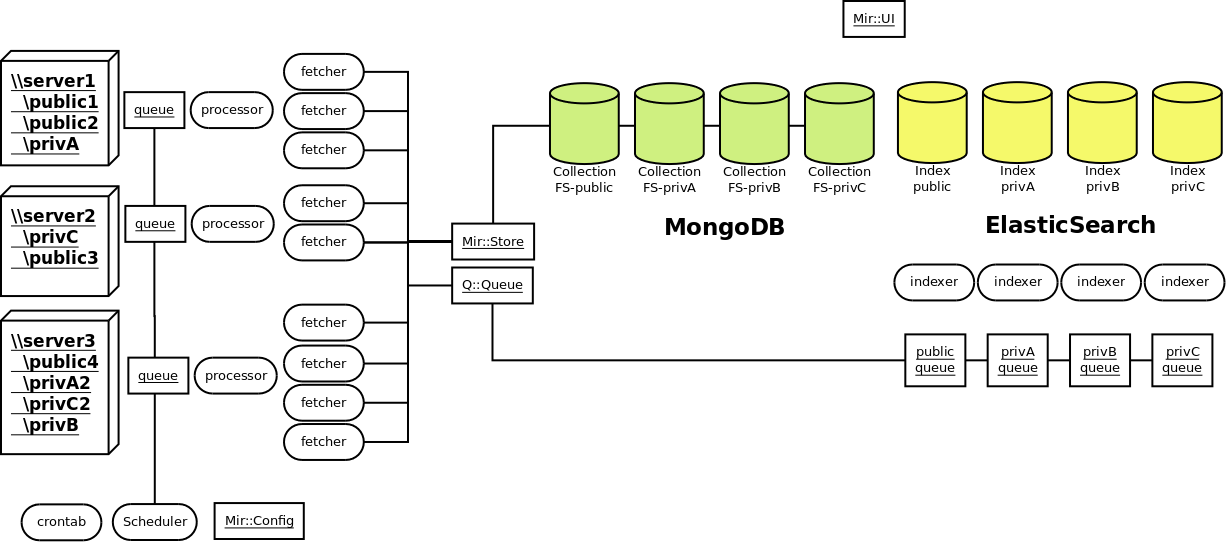 Mir::UI
\\server1
\public1
\public2
\privA
queue
processor
fetcher
fetcher
fetcher
\\server2
\privC
\public3
queue
processor
fetcher
fetcher
\\server3
\public4
\privA2
\privC2
\privB
queue
processor
fetcher
fetcher
fetcher
fetcher
crontab
Scheduler
Mir::Config
Mir::Store
Q::Queue
Collection
FS-public
Collection
FS-privA
Collection
FS-privB
Collection
FS-privC
MongoDB
Index
public
Index
privA
Index
privB
Index
privC
ElasticSearch
indexer
indexer
indexer
indexer
public
queue
privA
queue
privB
queue
privC
queue